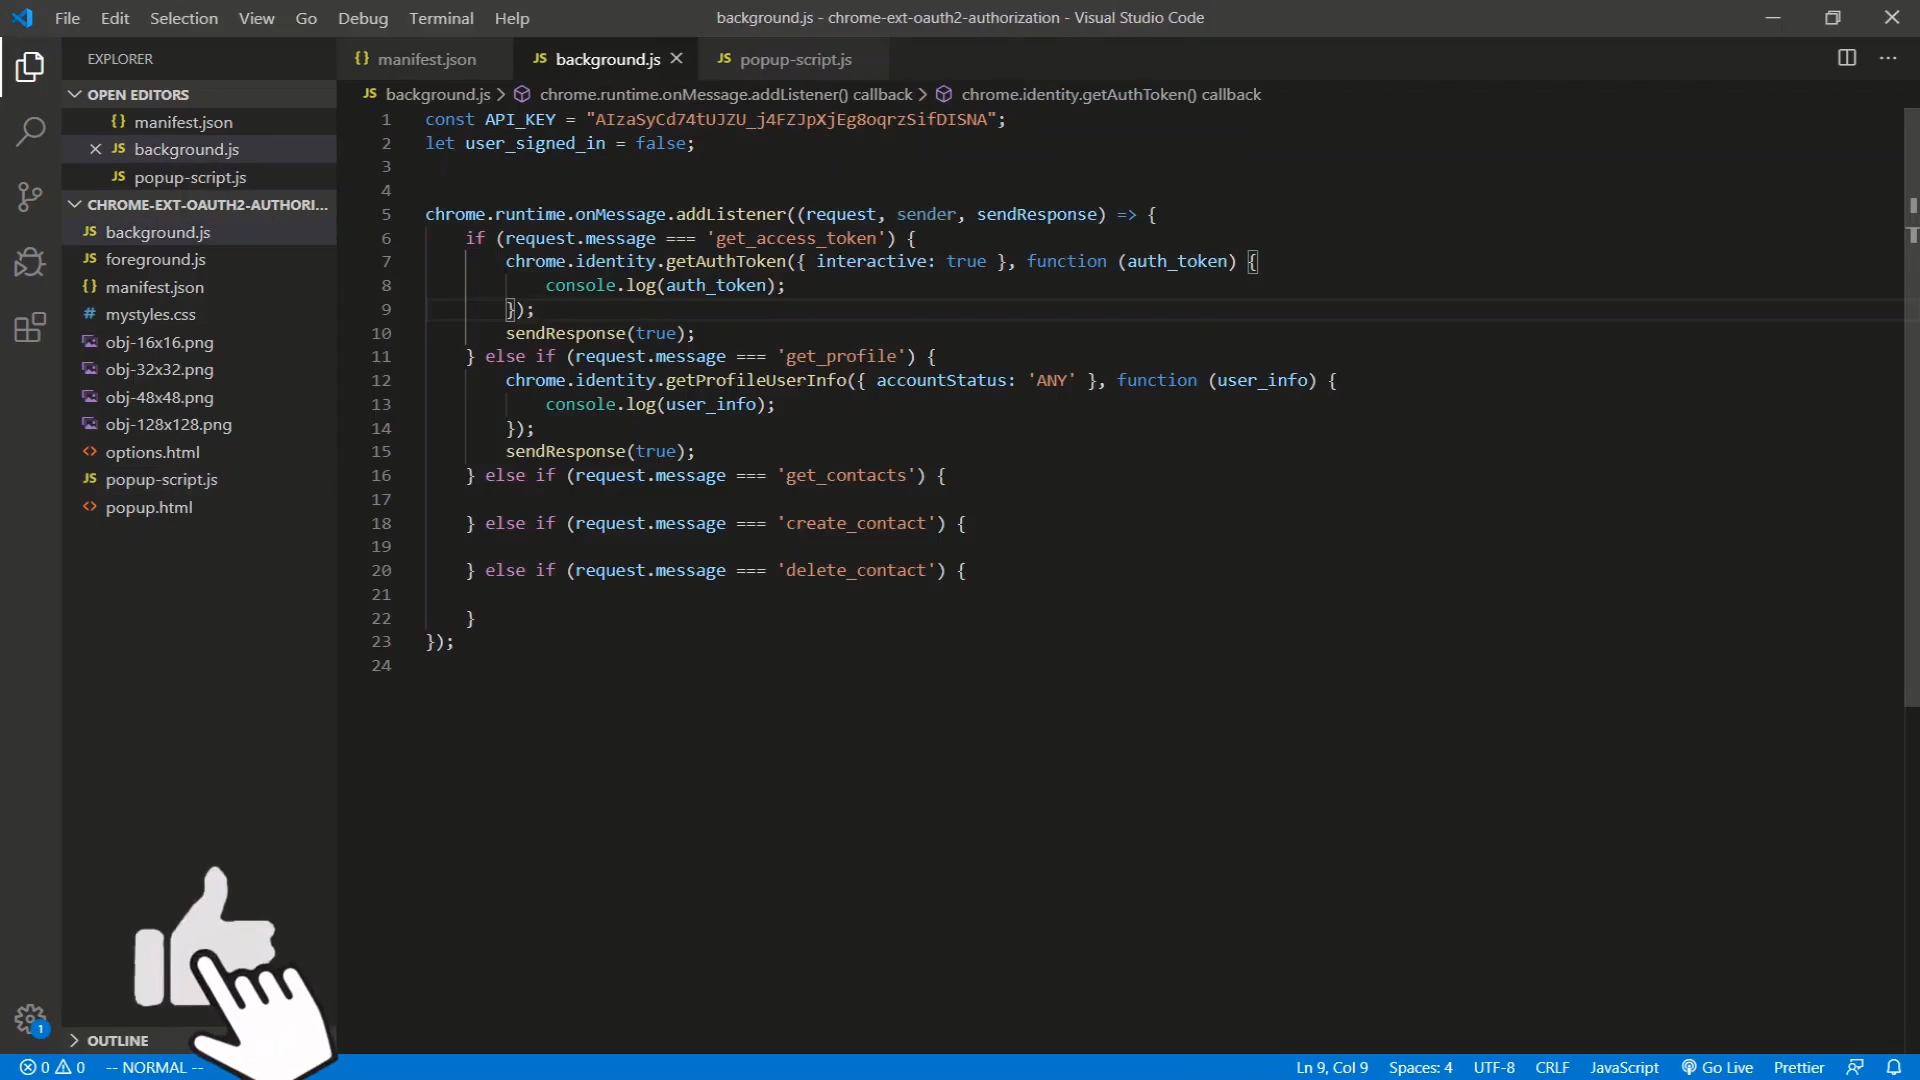 File Edit Selection View Go Debug Terminal Help
background.js - chrome-ext-oauth2-authorization - Visual Studio Code
EXPLORER
OPEN EDITORS
{} manifest.json
JS background.js
JS popup-script.js
CHROME-EXT-OAUTH2-AUTHORI...
JS background.js
JS foreground.js
{} manifest.json
# mystyles.css
obj-16x16.png
obj-32x32.png
obj-48x48.png
obj-128x128.png
<> options.html
JS popup-script.js
<> popup.html
OUTLINE
{} manifest.json JS background.js JS popup-script.js
JS background.js > chrome.runtime.onMessage.addListener() callback > chrome.identity.getAuthToken() callback
1 const API_KEY = "AIzaSyCd74tUJZU_j4FZJpXjEg8oqrzSifDISNA";
2 let user_signed_in = false;
3
4
5 chrome.runtime.onMessage.addListener((request, sender, sendResponse) => {
6 if (request.message === 'get_access_token') {
7 chrome.identity.getAuthToken({ interactive: true }, function (auth_token) {
8 console.log(auth_token);
9 });
10 sendResponse(true);
11 } else if (request.message === 'get_profile') {
12 chrome.identity.getProfileUserInfo({ accountStatus: 'ANY' }, function (user_info) {
13 console.log(user_info);
14 });
15 sendResponse(true);
16 } else if (request.message === 'get_contacts') {
17
18 } else if (request.message === 'create_contact') {
19
20 } else if (request.message === 'delete_contact') {
21
22 }
23 });
24
1
0 0 -- NORMAL -- Ln 9, Col 9 Spaces: 4 UTF-8 CRLF JavaScript Go Live Prettier